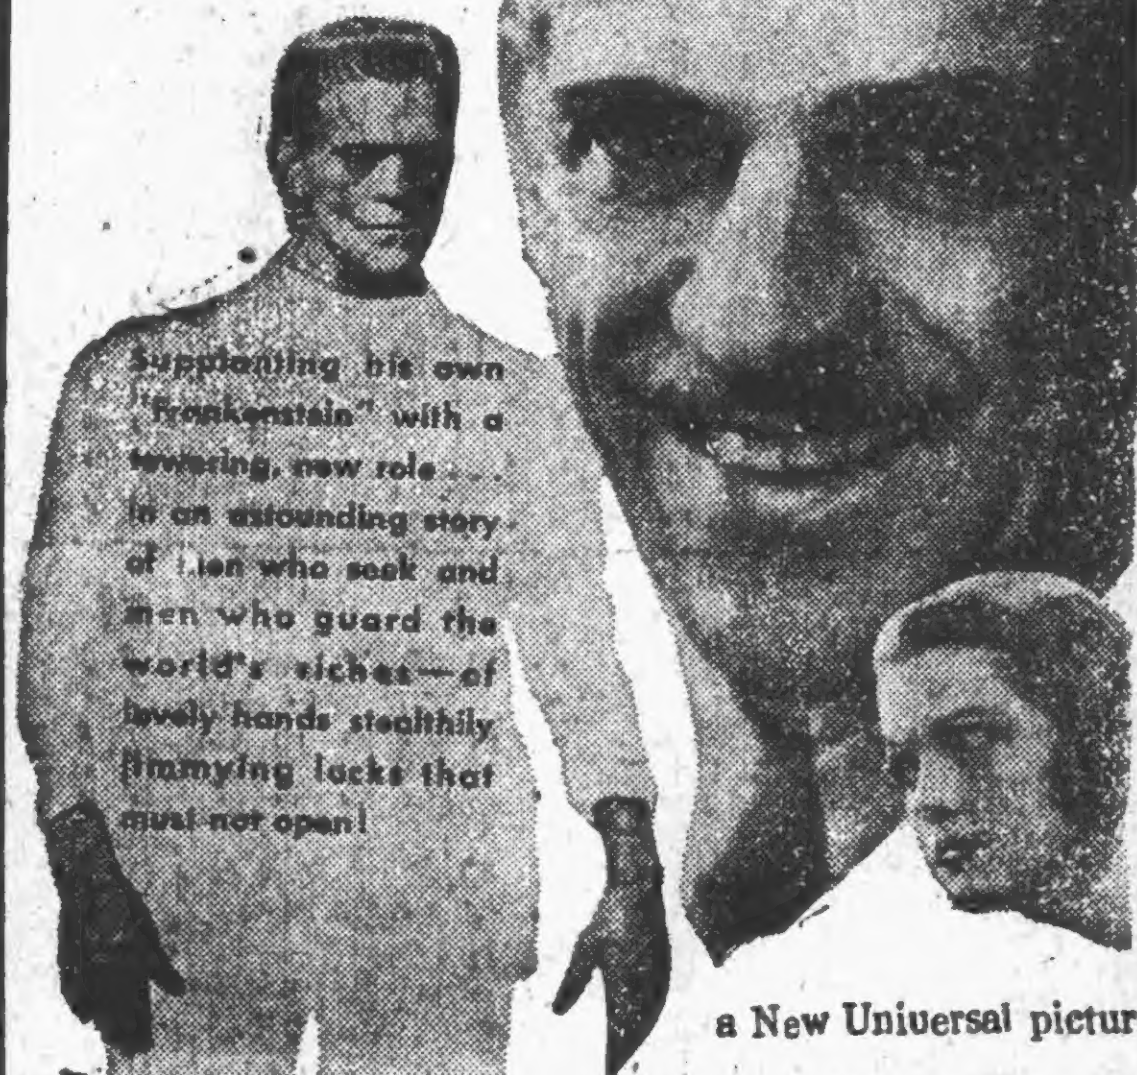 Supplanting his own
"Frankenstein" with a
towering, new role . . .
in an astounding story
of men who seek and
men who guard the
world's riches—of
lovely hands stealthily
jimmying locks that
must not open!
a New Universal pictur